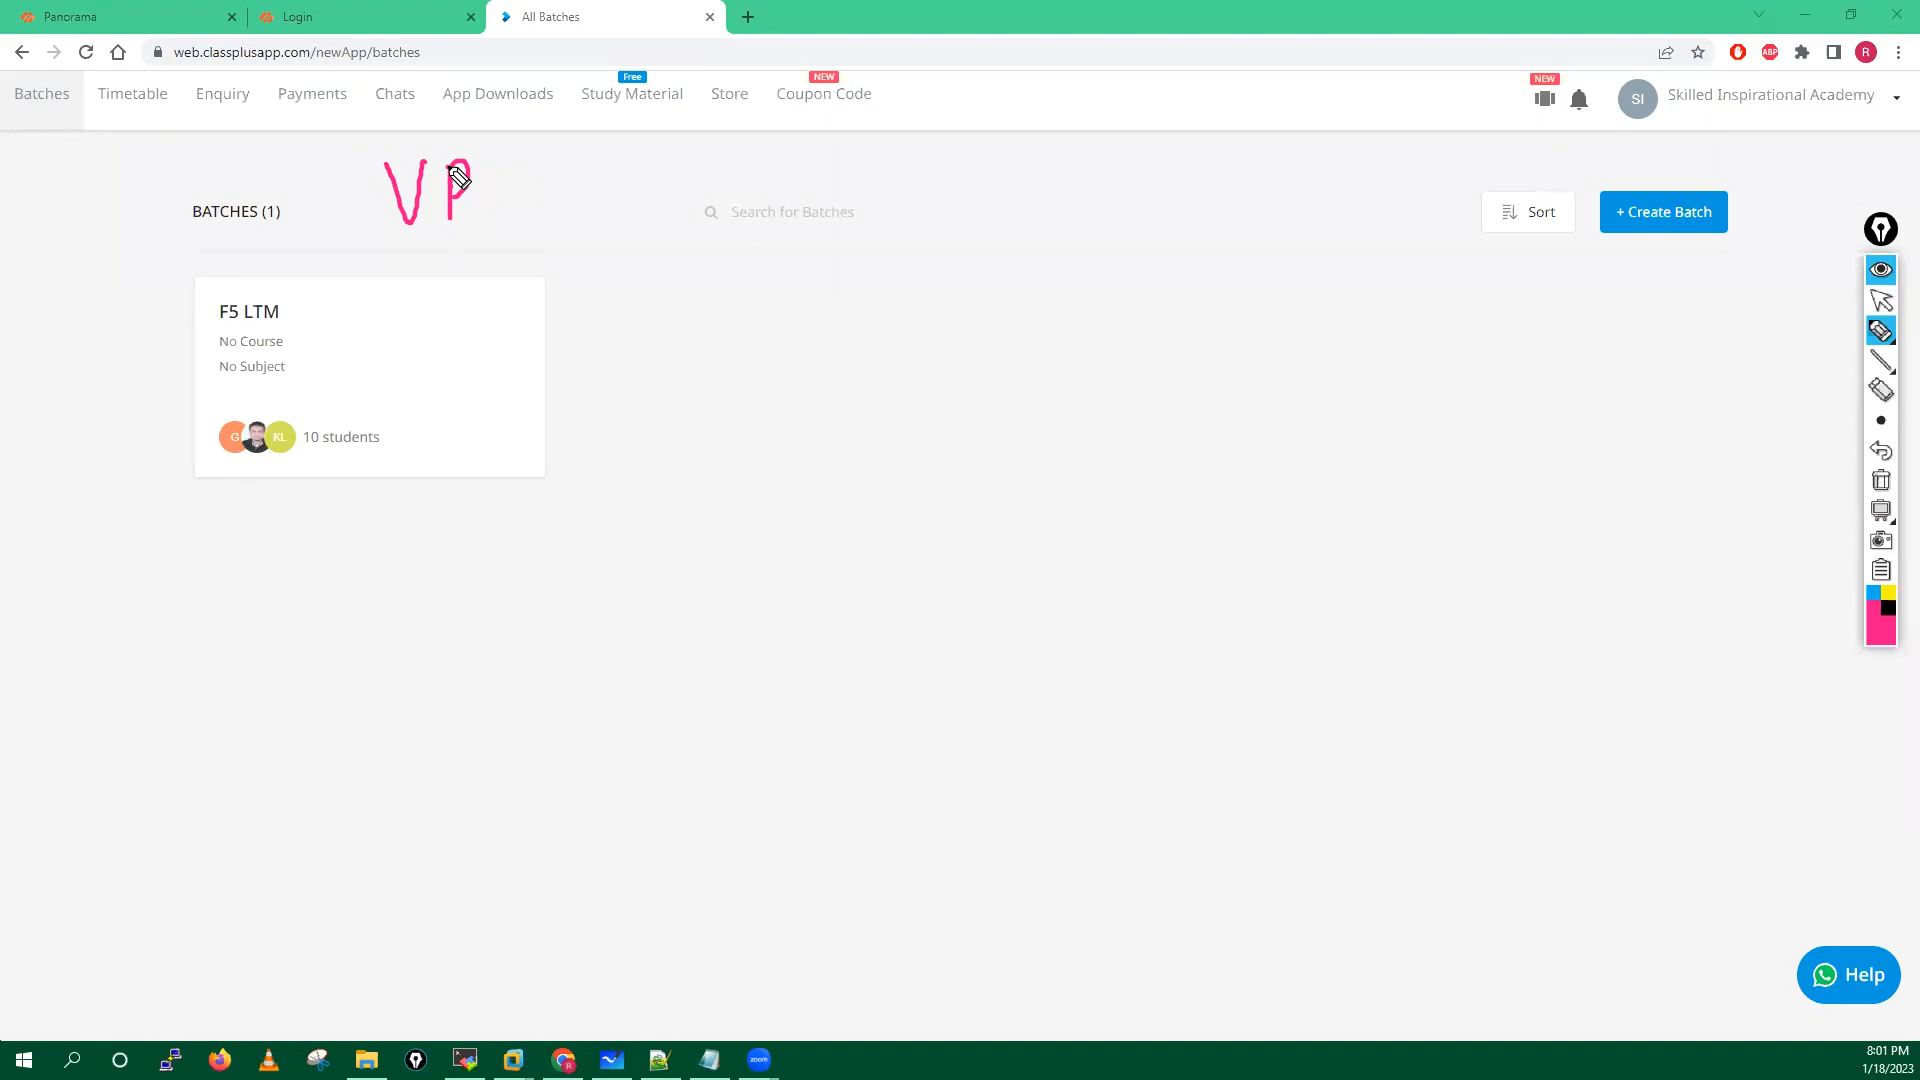 Panorama
Login
All Batches
web.classplusapp.com/newApp/batches
ABP
R
Batches
Timetable
Enquiry
Payments
Chats
App Downloads
Free
Study Material
Store
NEW
Coupon Code
NEW
SI
Skilled Inspirational Academy
VP
BATCHES (1)
Search for Batches
Sort
+ Create Batch
F5 LTM
No Course
No Subject
G
KL
10 students
Help
R
zoom
8:01 PM
1/18/2023